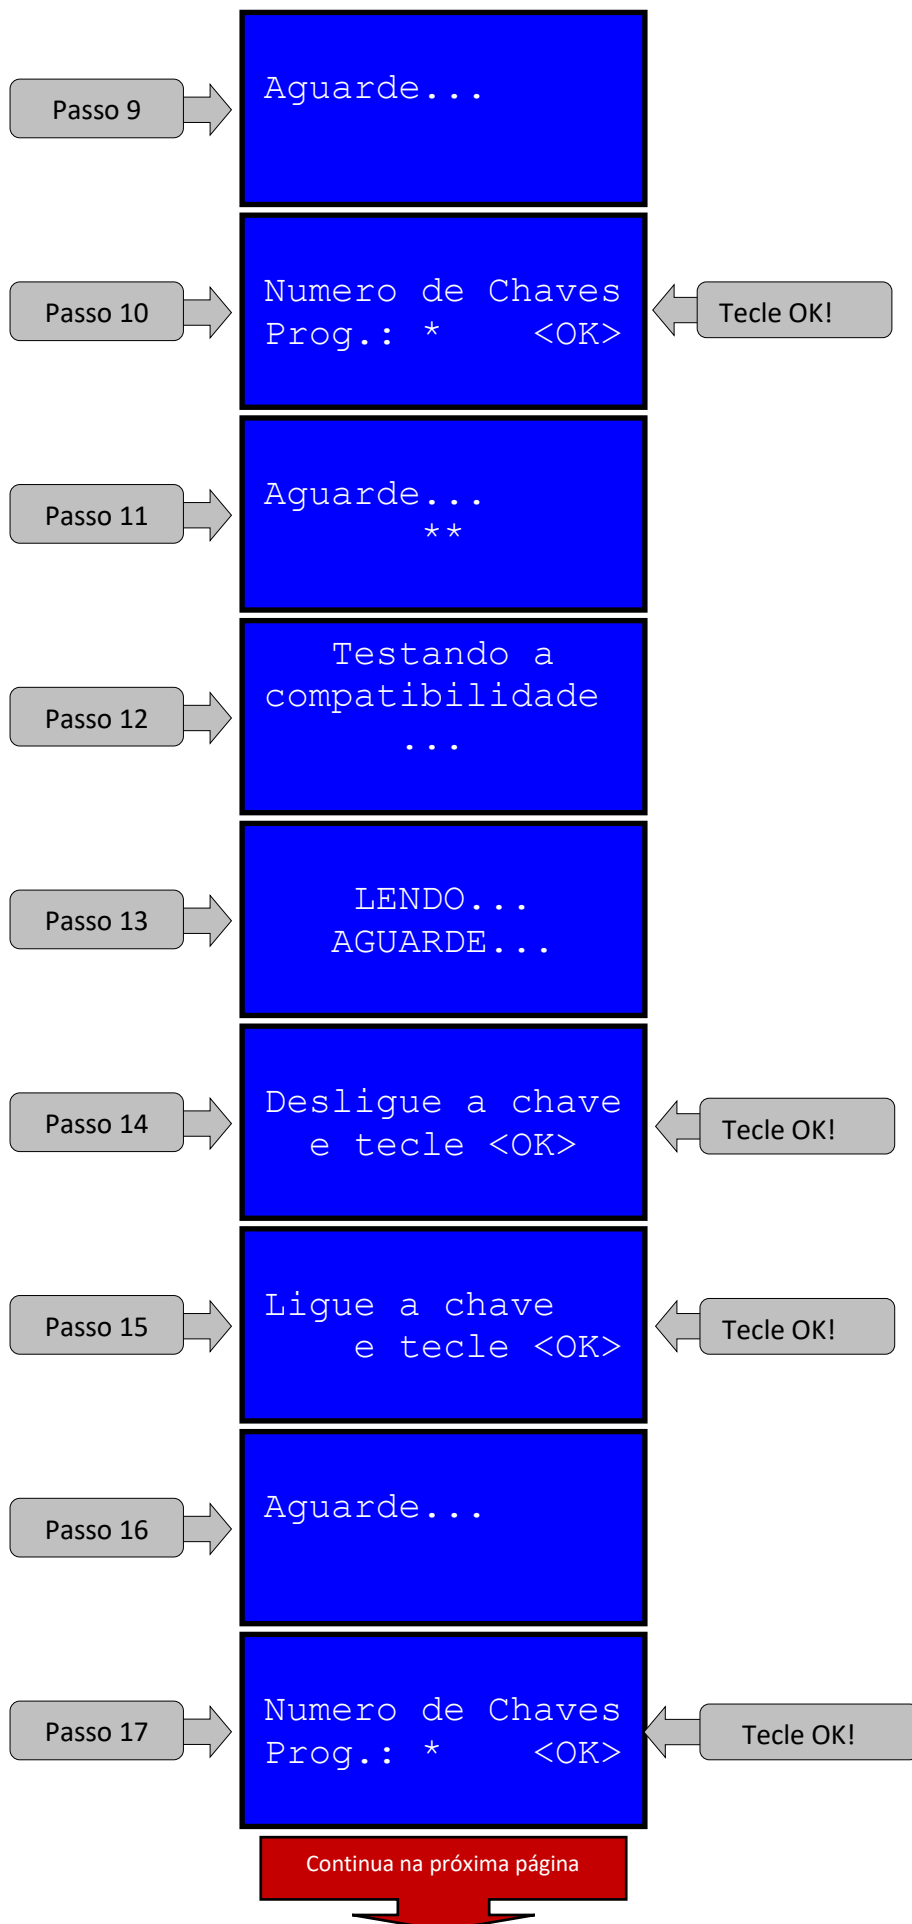 Passo 9
Aguarde...
Passo 10
Numero de Chaves
Prog.: * <OK>
Tecle OK!
Passo 11
Aguarde...
**
Passo 12
Testando a
compatibilidade
...
Passo 13
LENDO...
AGUARDE...
Passo 14
Desligue a chave
e tecle <OK>
Tecle OK!
Passo 15
Ligue a chave
e tecle <OK>
Tecle OK!
Passo 16
Aguarde...
Passo 17
Numero de Chaves
Prog.: * <OK>
Tecle OK!
Continua na próxima página